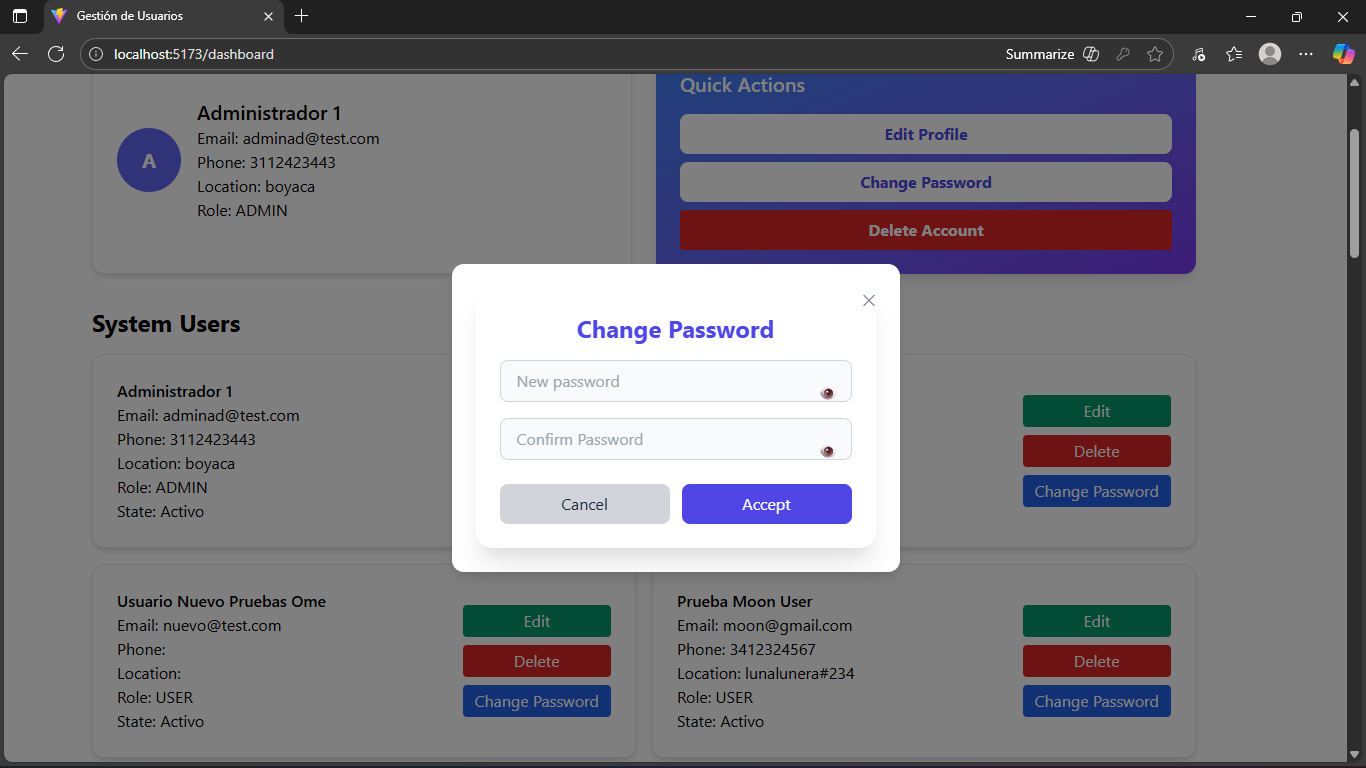 Gestión de Usuarios
localhost:5173/dashboard
Summarize
A
Administrador 1
Email: adminad@test.com
Phone: 3112423443
Location: boyaca
Role: ADMIN
Quick Actions
Edit Profile
Change Password
Delete Account
System Users
Administrador 1
Email: adminad@test.com
Phone: 3112423443
Location: boyaca
Role: ADMIN
State: Activo
Edit
Delete
Change Password
Change Password
New password
Confirm Password
Cancel
Accept
Usuario Nuevo Pruebas Ome
Email: nuevo@test.com
Phone:
Location:
Role: USER
State: Activo
Edit
Delete
Change Password
Prueba Moon User
Email: moon@gmail.com
Phone: 3412324567
Location: lunalunera#234
Role: USER
State: Activo
Edit
Delete
Change Password